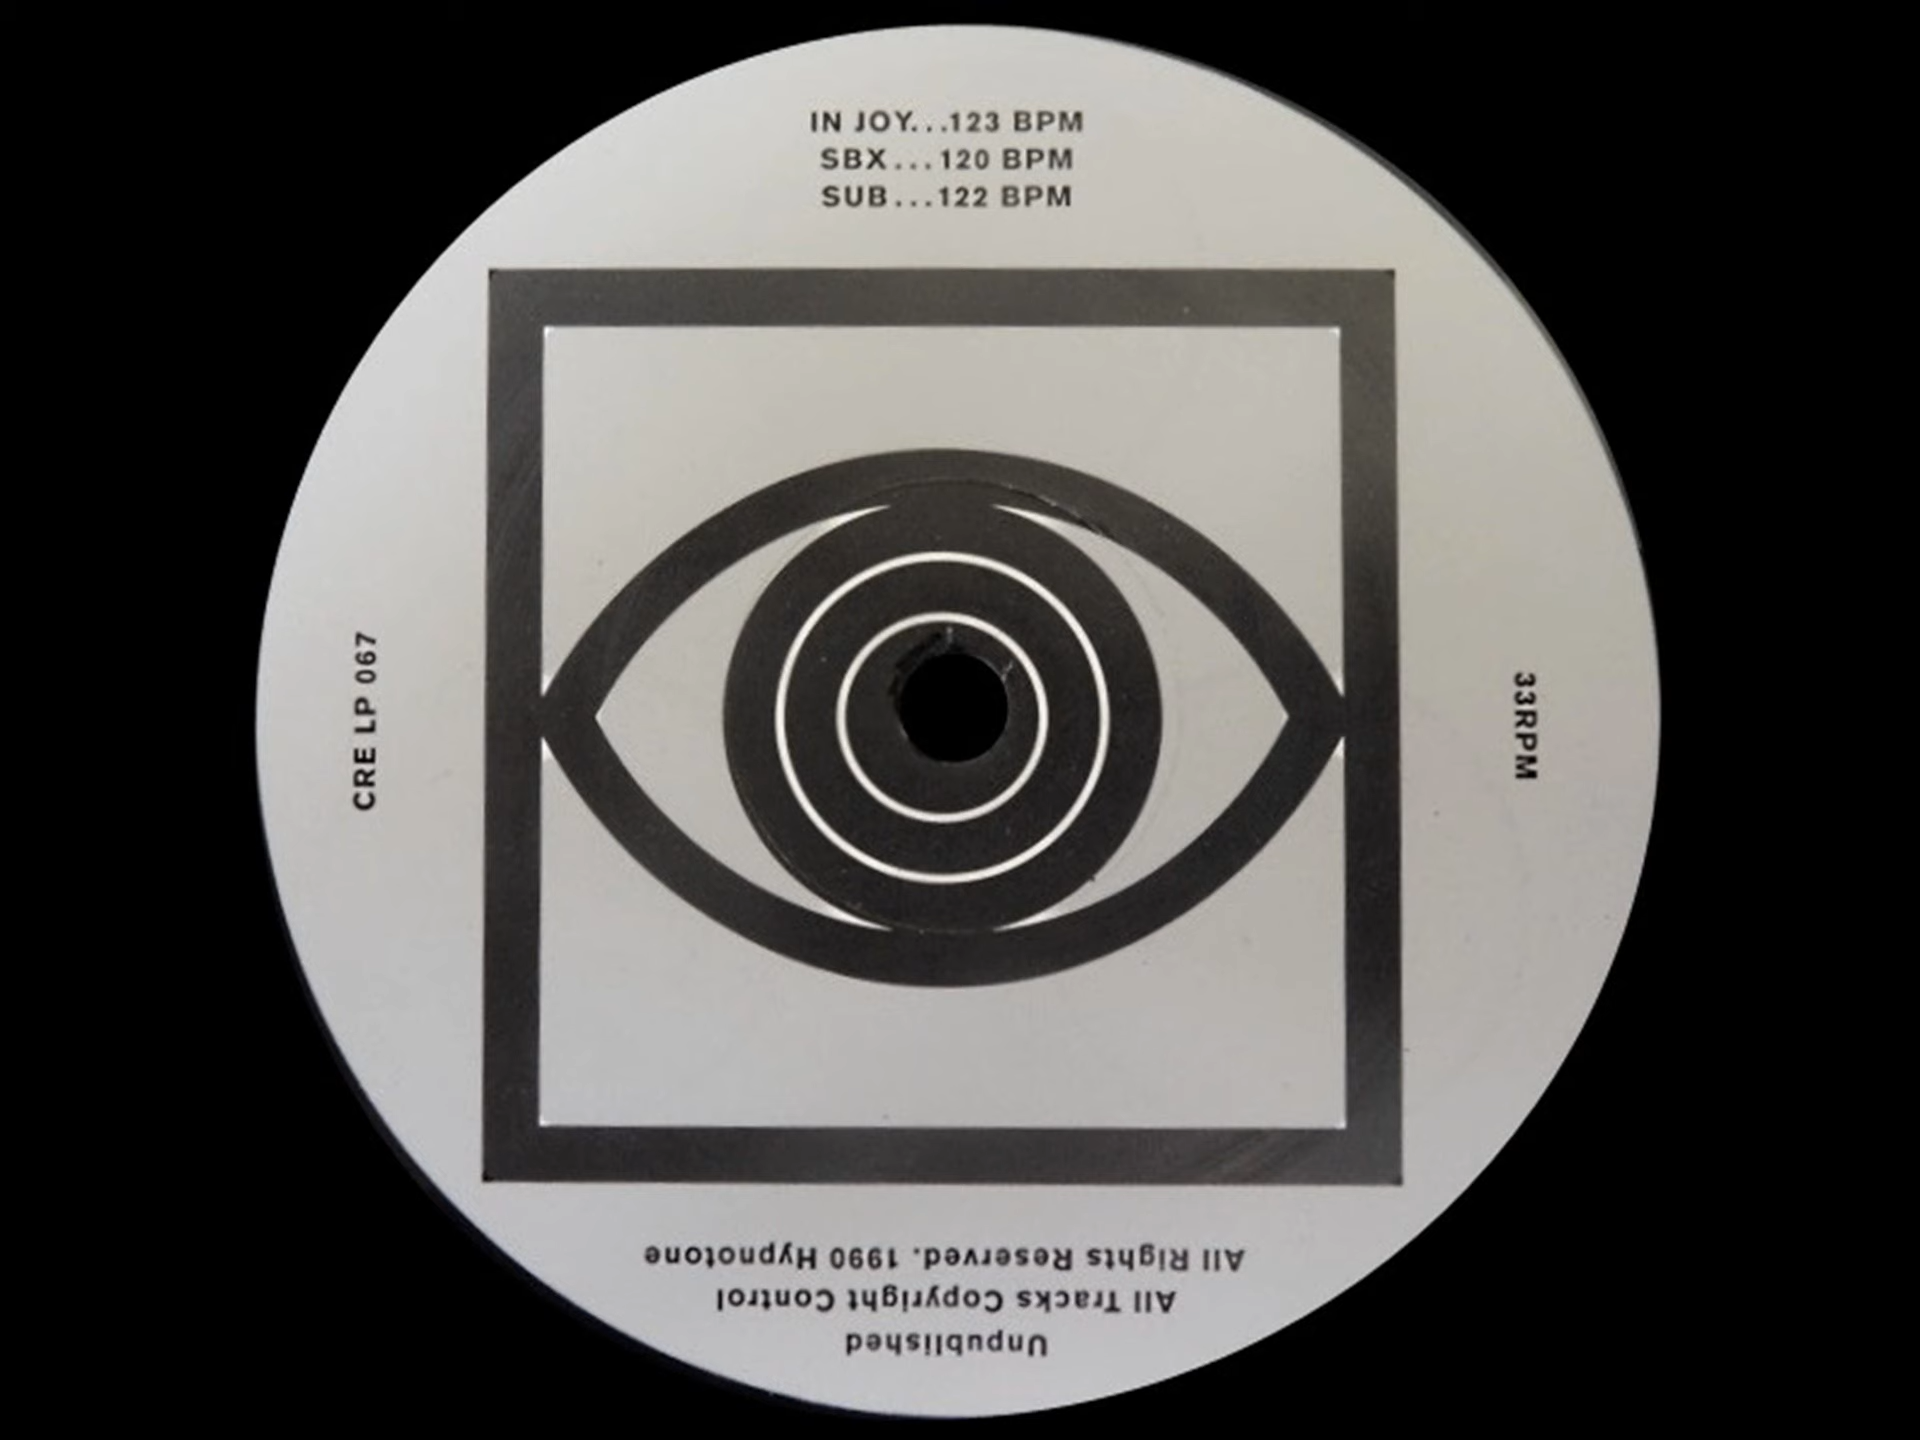 IN JOY...123 BPM
SBX...120 BPM
SUB...122 BPM
CRE LP 067
33RPM
Unpublished
All Tracks Copyright Control
All Rights Reserved. 1990 Hypnotone